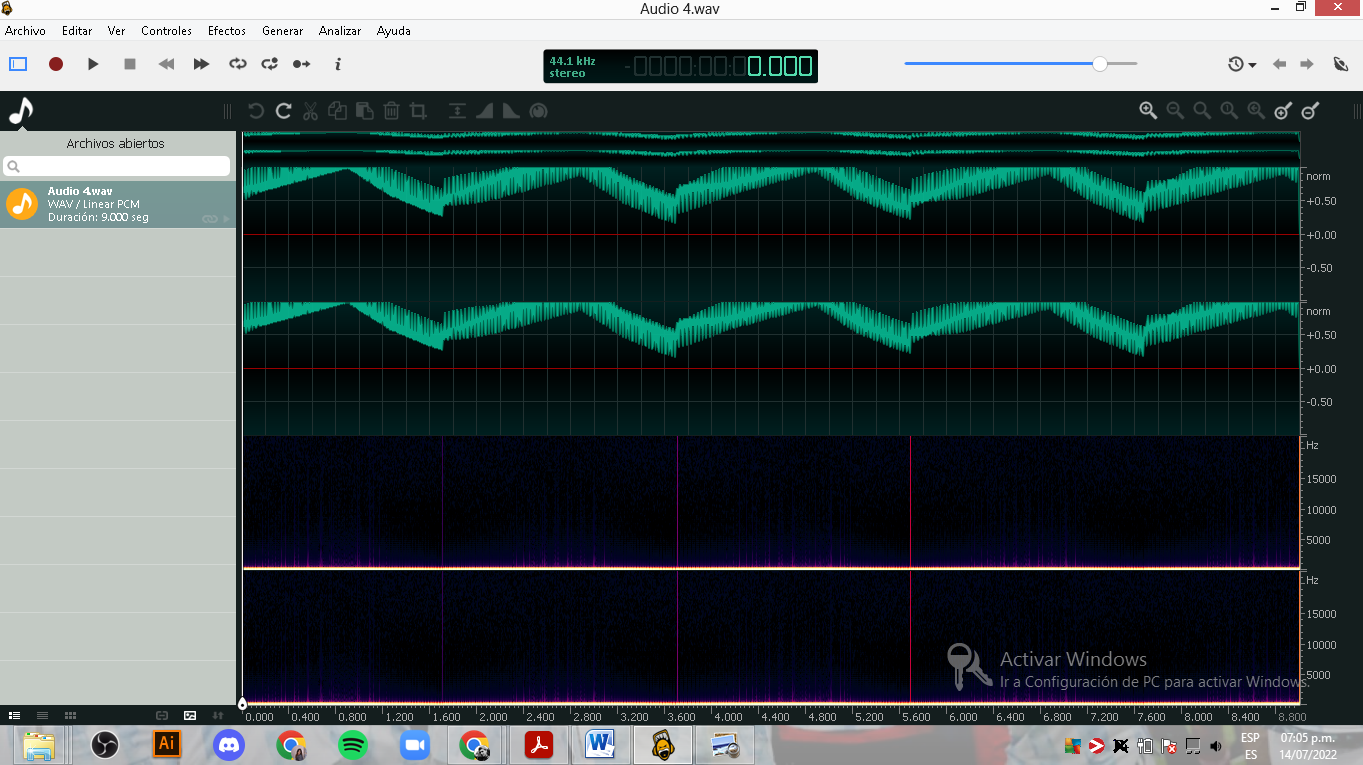 Audio 4.wav
Archivo Editar Ver Controles Efectos Generar Analizar Ayuda
44.1 kHz
stereo
-0000:00:00.000
Archivos abiertos
Audio 4.wav
WAV / Linear PCM
Duración: 9.000 seg
norm
+0.50
+0.00
-0.50
norm
+0.50
+0.00
-0.50
Hz
15000
10000
5000
Hz
15000
10000
5000
Activar Windows
Ir a Configuración de PC para activar Windows.
0.000 0.400 0.800 1.200 1.600 2.000 2.400 2.800 3.200 3.600 4.000 4.400 4.800 5.200 5.600 6.000 6.400 6.800 7.200 7.600 8.000 8.400 8.800
Ai
W
ESP
ES
07:05 p.m.
14/07/2022